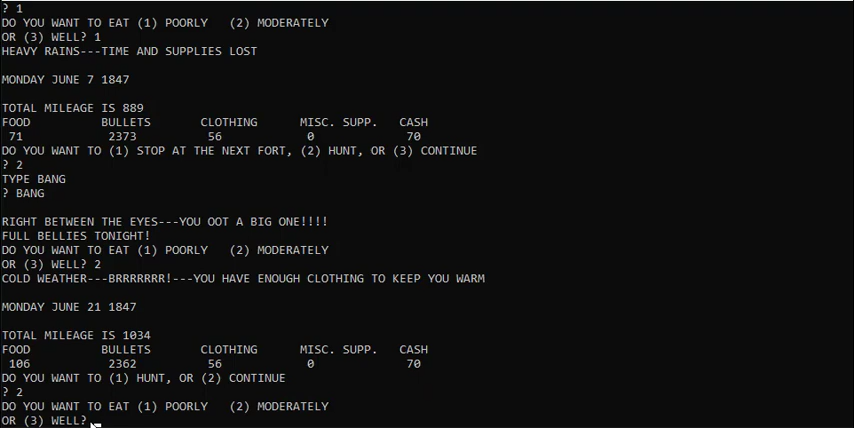 ? 1
DO YOU WANT TO EAT (1) POORLY (2) MODERATELY
OR (3) WELL? 1
HEAVY RAINS---TIME AND SUPPLIES LOST
MONDAY JUNE 7 1847
TOTAL MILEAGE IS 889
FOOD BULLETS CLOTHING MISC. SUPP. CASH
71 2373 56 0 70
DO YOU WANT TO (1) STOP AT THE NEXT FORT, (2) HUNT, OR (3) CONTINUE
? 2
TYPE BANG
? BANG
RIGHT BETWEEN THE EYES---YOU OOT A BIG ONE!!!!
FULL BELLIES TONIGHT!
DO YOU WANT TO EAT (1) POORLY (2) MODERATELY
OR (3) WELL? 2
COLD WEATHER---BRRRRRRR!---YOU HAVE ENOUGH CLOTHING TO KEEP YOU WARM
MONDAY JUNE 21 1847
TOTAL MILEAGE IS 1034
FOOD BULLETS CLOTHING MISC. SUPP. CASH
106 2362 56 0 70
DO YOU WANT TO (1) HUNT, OR (2) CONTINUE
? 2
DO YOU WANT TO EAT (1) POORLY (2) MODERATELY
OR (3) WELL?